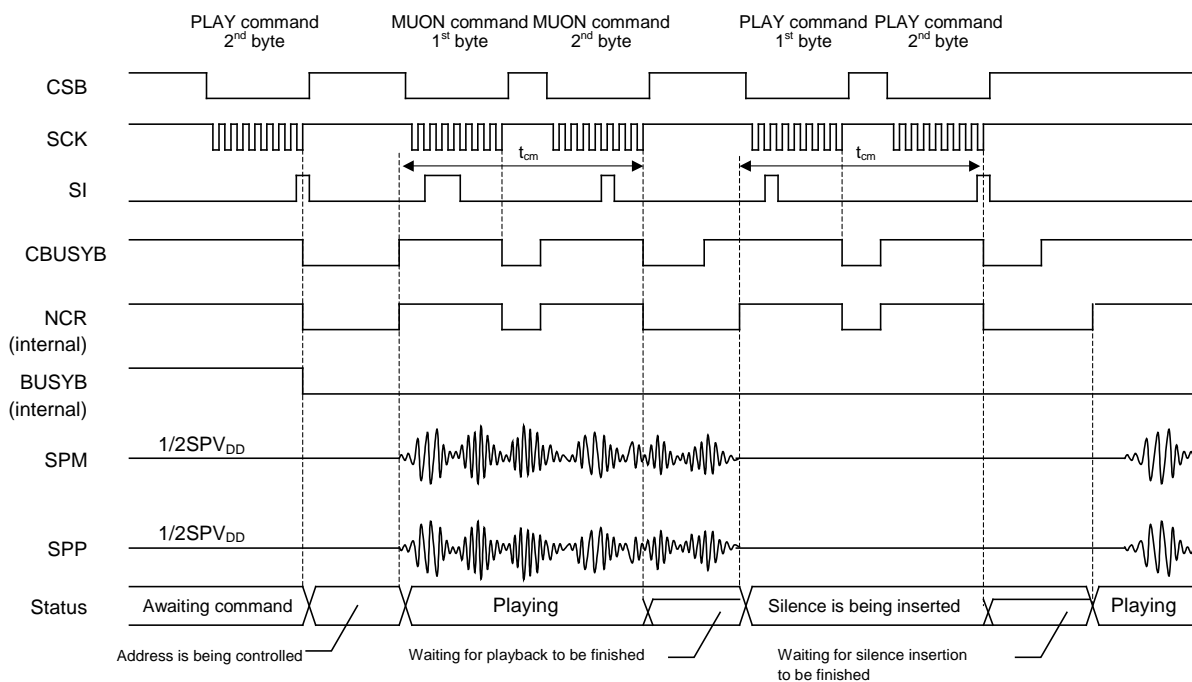 PLAY command
2nd byte
MUON command
1st byte
MUON command
2nd byte
PLAY command
1st byte
PLAY command
2nd byte
CSB
SCK
tcm
tcm
SI
CBUSYB
NCR
(internal)
BUSYB
(internal)
1/2SPVDD
SPM
1/2SPVDD
SPP
Status
Awaiting command
Playing
Silence is being inserted
Playing
Address is being controlled
Waiting for playback to be finished
Waiting for silence insertion
to be finished